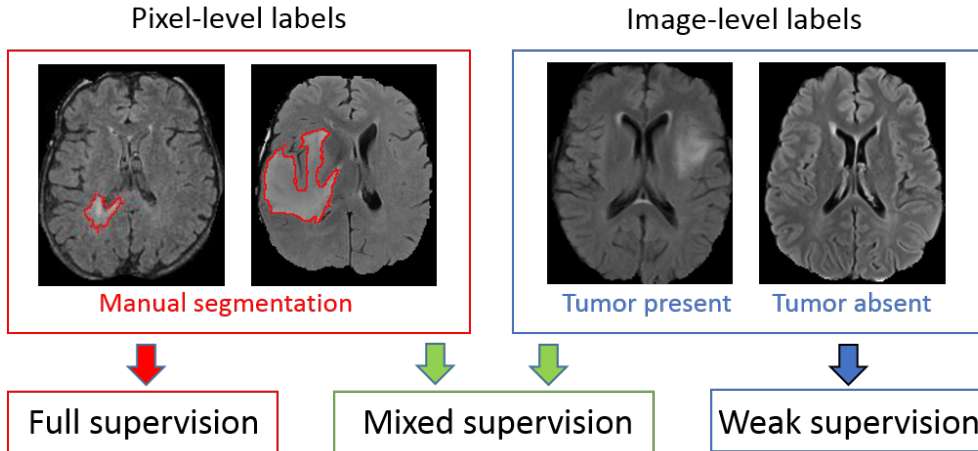 Pixel-level labels
Image-level labels
Manual segmentation
Tumor present
Tumor absent
Full supervision
Mixed supervision
Weak supervision